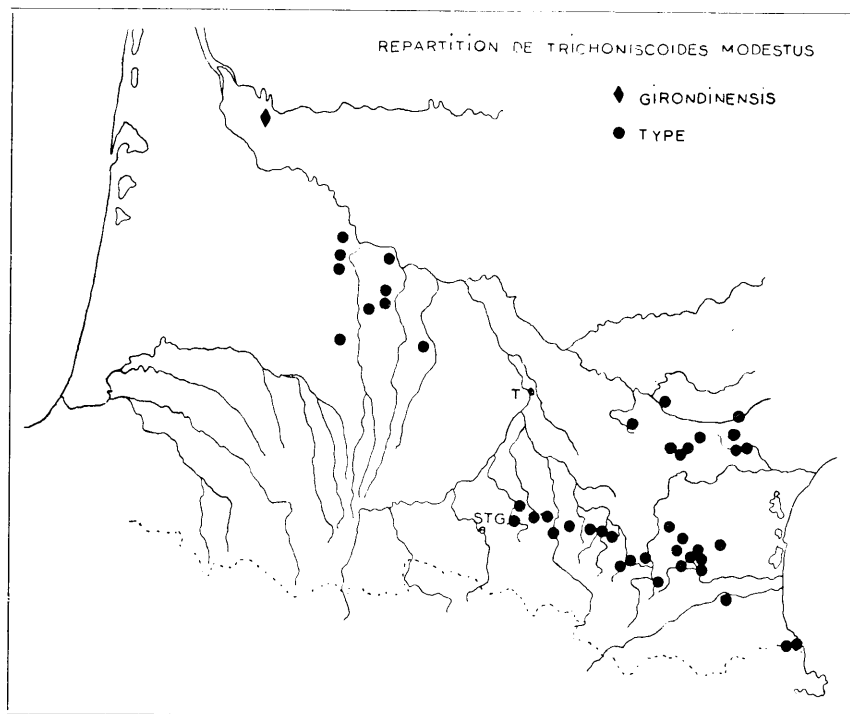 REPARTITION DE TRICHONISCOIDES MODESTUS
GIRONDINENSIS
TYPE
T
STG